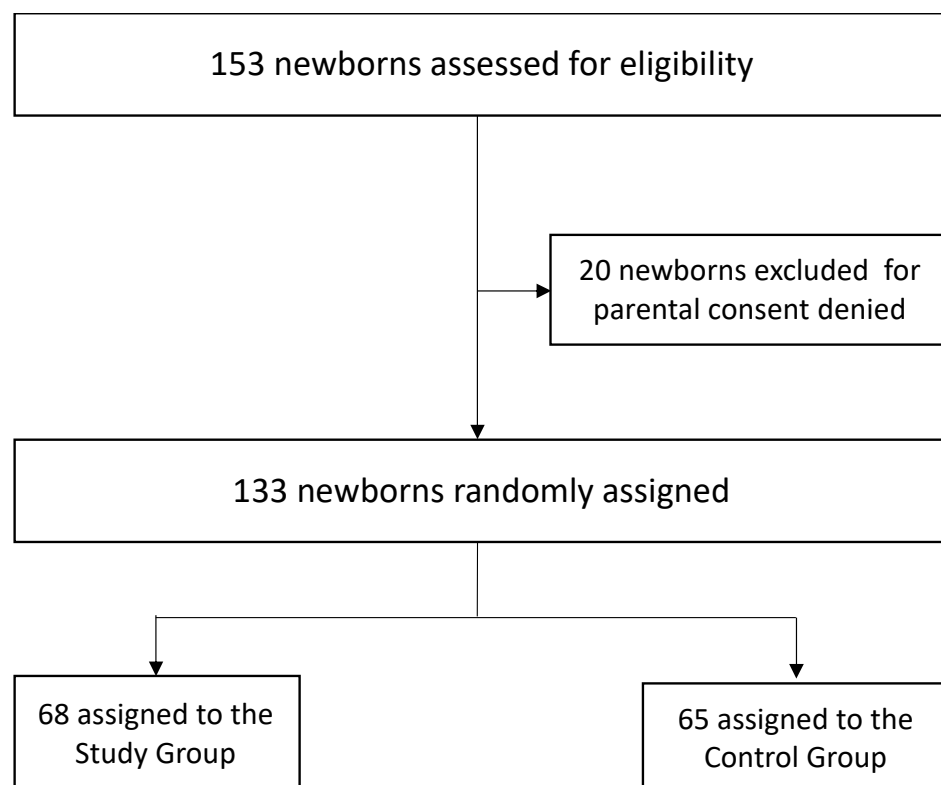 153 newborns assessed for eligibility
20 newborns excluded  for
parental consent denied
133 newborns randomly assigned
68 assigned to the
Study Group
65 assigned to the
Control Group